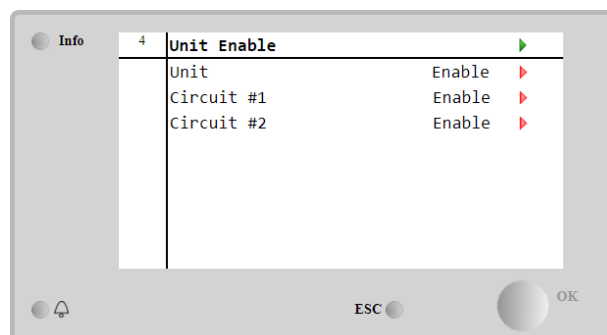 Info
4 Unit Enable
Unit Enable
Circuit #1 Enable
Circuit #2 Enable
ESC
OK